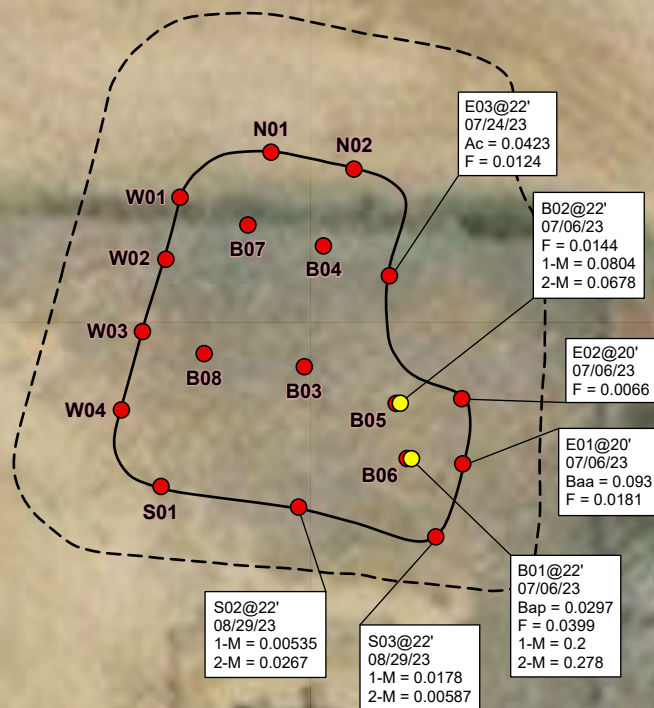 E03@22'
07/24/23
Ac = 0.0423
F = 0.0124
N01
N02
W01
B02@22'
07/06/23
F = 0.0144
1-M = 0.0804
2-M = 0.0678
B07
B04
W02
W03
B08
B03
E02@20'
07/06/23
F = 0.0066
W04
B05
E01@20'
07/06/23
Baa = 0.093
F = 0.0181
B06
S01
B01@22'
07/06/23
Bap = 0.0297
F = 0.0399
1-M = 0.2
2-M = 0.278
S02@22'
08/29/23
1-M = 0.00535
2-M = 0.0267
S03@22'
08/29/23
1-M = 0.0178
2-M = 0.00587